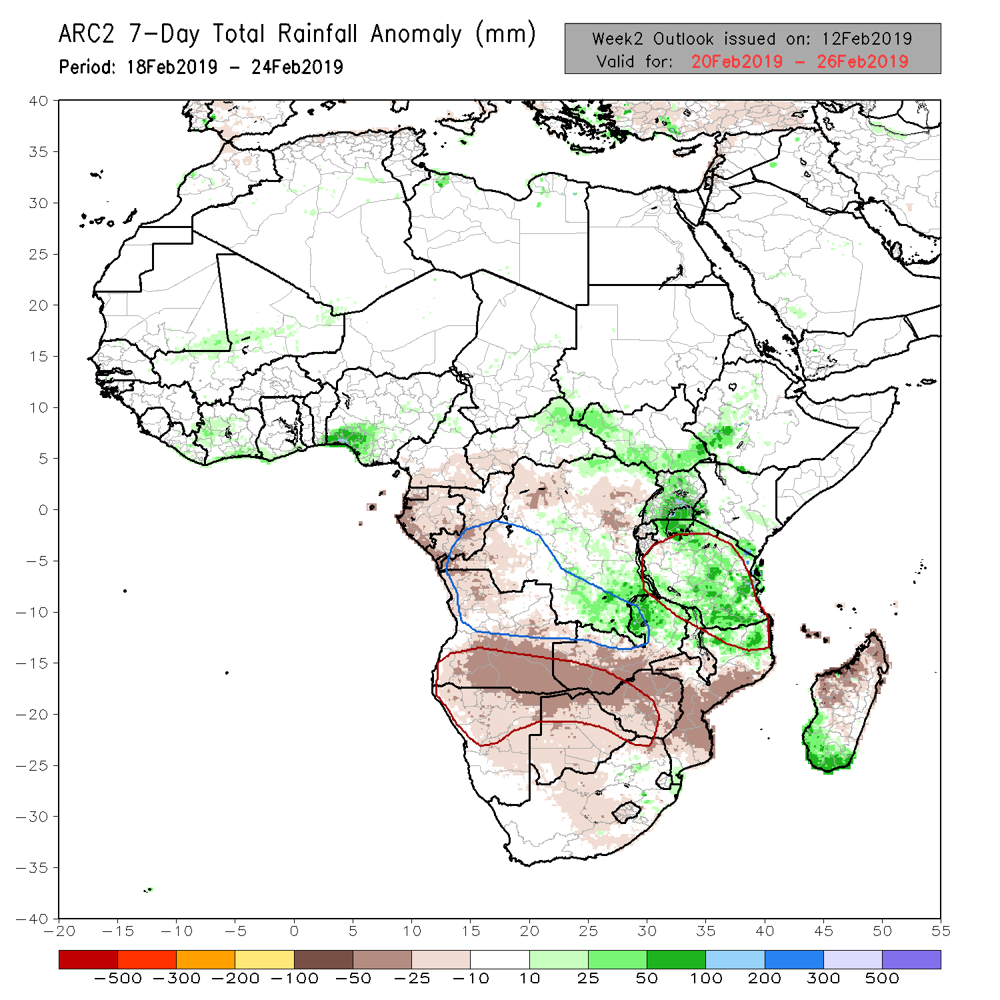 ARC2 7-Day Total Rainfall Anomaly (mm)
Period: 18Feb2019 - 24Feb2019
Week2 Outlook issued on: 12Feb2019
Valid for: 20Feb2019 - 26Feb2019
40
35
30
25
20
15
10
5
0
-5
-10
-15
-20
-25
-30
-35
-40
-20 -15 -10 -5 0 5 10 15 20 25 30 35 40 45 50 55
-500 -300 -200 -100 -50 -25 -10 10 25 50 100 200 300 500